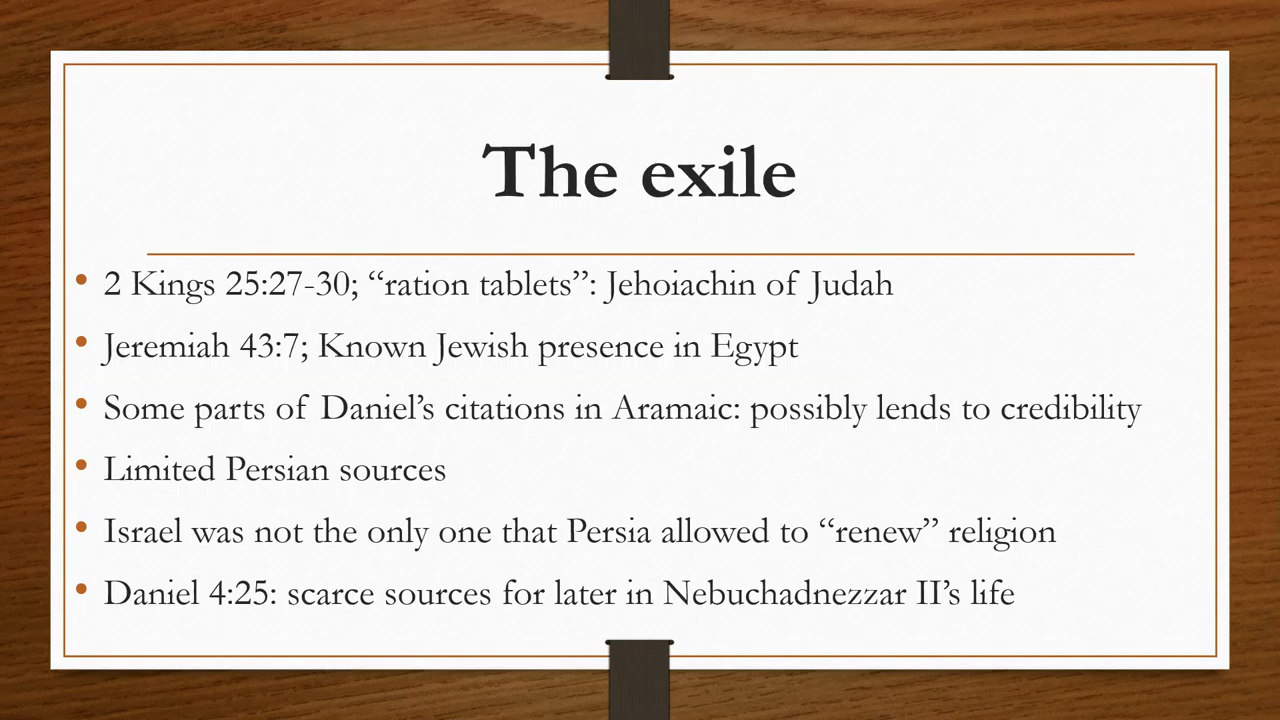 The exile
• 2 Kings 25:27-30; “ration tablets”: Jehoiachin of Judah
• Jeremiah 43:7; Known Jewish presence in Egypt
• Some parts of Daniel’s citations in Aramaic: possibly lends to credibility
• Limited Persian sources
• Israel was not the only one that Persia allowed to “renew” religion
• Daniel 4:25: scarce sources for later in Nebuchadnezzar II’s life